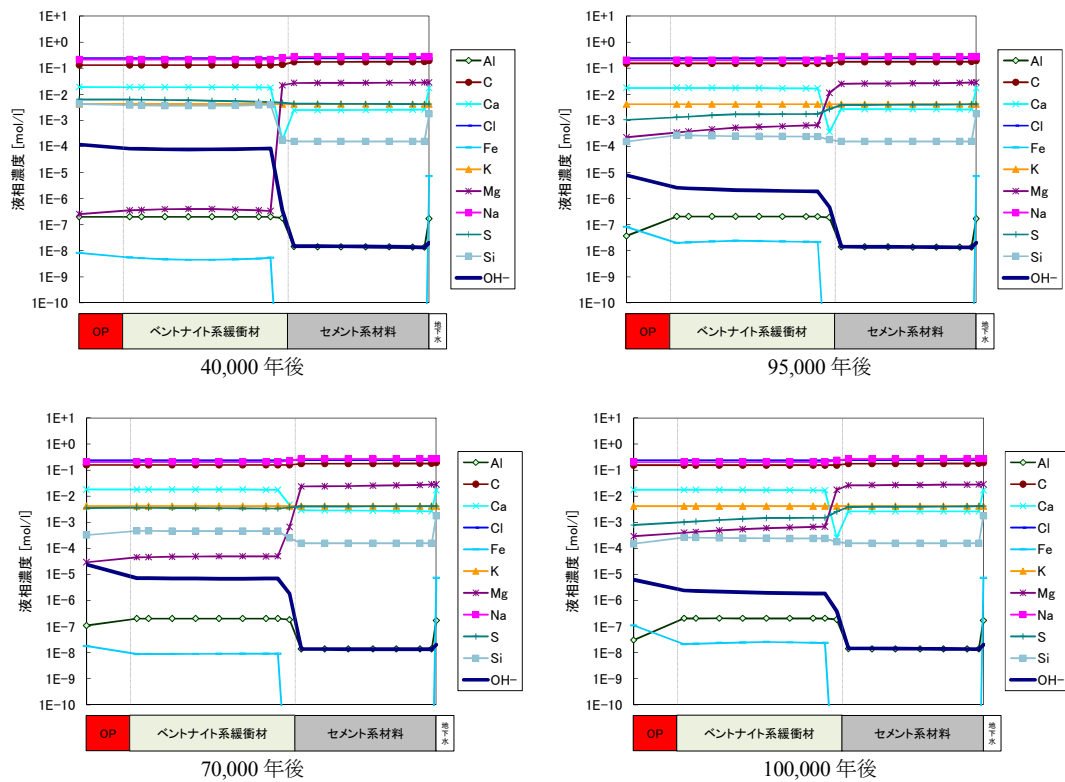 1E+1
1E+0
1E-1
1E-2
1E-3
1E-4
1E-5
1E-6
1E-7
1E-8
1E-9
1E-10
液相濃度 [mol/l]
Al
C
Ca
Cl
Fe
K
Mg
Na
S
Si
OH-
OP
ベントナイト系緩衝材
セメント系材料
地下水
40,000 年後
1E+1
1E+0
1E-1
1E-2
1E-3
1E-4
1E-5
1E-6
1E-7
1E-8
1E-9
1E-10
液相濃度 [mol/l]
Al
C
Ca
Cl
Fe
K
Mg
Na
S
Si
OH-
OP
ベントナイト系緩衝材
セメント系材料
地下水
95,000 年後
1E+1
1E+0
1E-1
1E-2
1E-3
1E-4
1E-5
1E-6
1E-7
1E-8
1E-9
1E-10
液相濃度 [mol/l]
Al
C
Ca
Cl
Fe
K
Mg
Na
S
Si
OH-
OP
ベントナイト系緩衝材
セメント系材料
地下水
70,000 年後
1E+1
1E+0
1E-1
1E-2
1E-3
1E-4
1E-5
1E-6
1E-7
1E-8
1E-9
1E-10
液相濃度 [mol/l]
Al
C
Ca
Cl
Fe
K
Mg
Na
S
Si
OH-
OP
ベントナイト系緩衝材
セメント系材料
地下水
100,000 年後